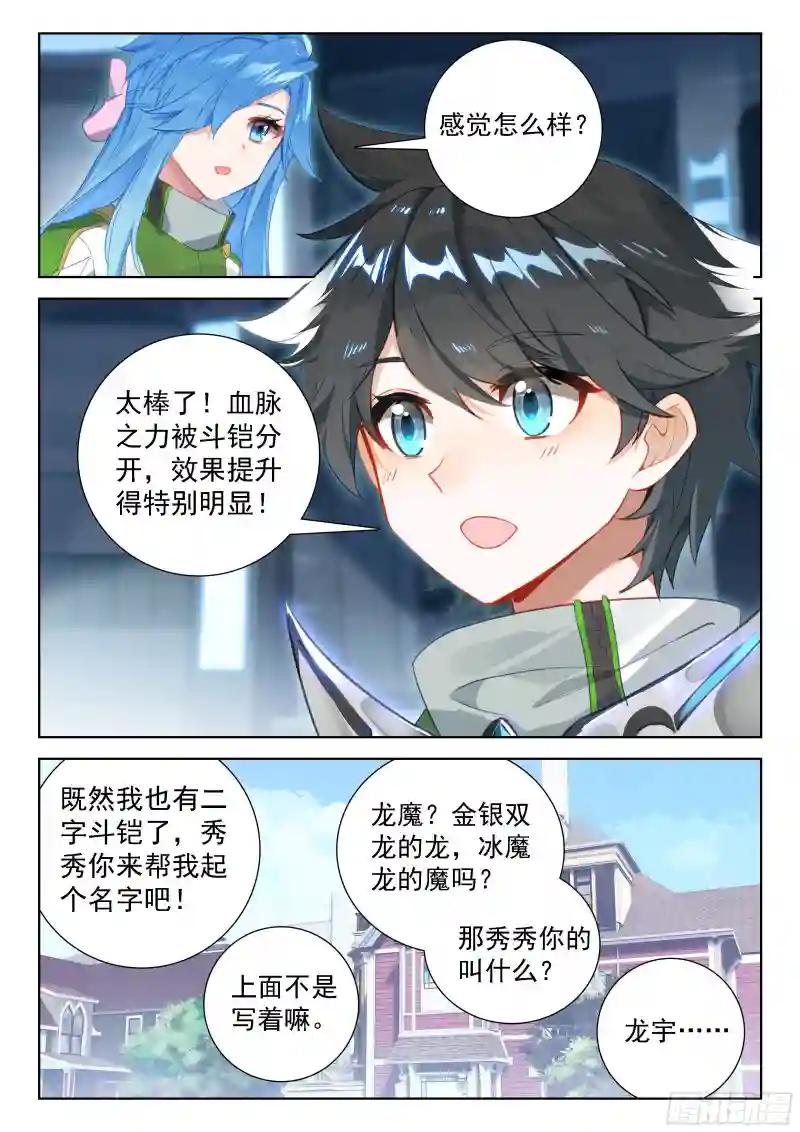 感觉怎么样？
太棒了！血脉
之力被斗铠分
开，效果提升
得特别明显！
既然我也有二
字斗铠了，秀
秀你来帮我起
个名字吧！
上面不是
写着嘛。
龙魔？金银双
龙的龙，冰魔
龙的魔吗？
那秀秀你的
叫什么？
龙宇……